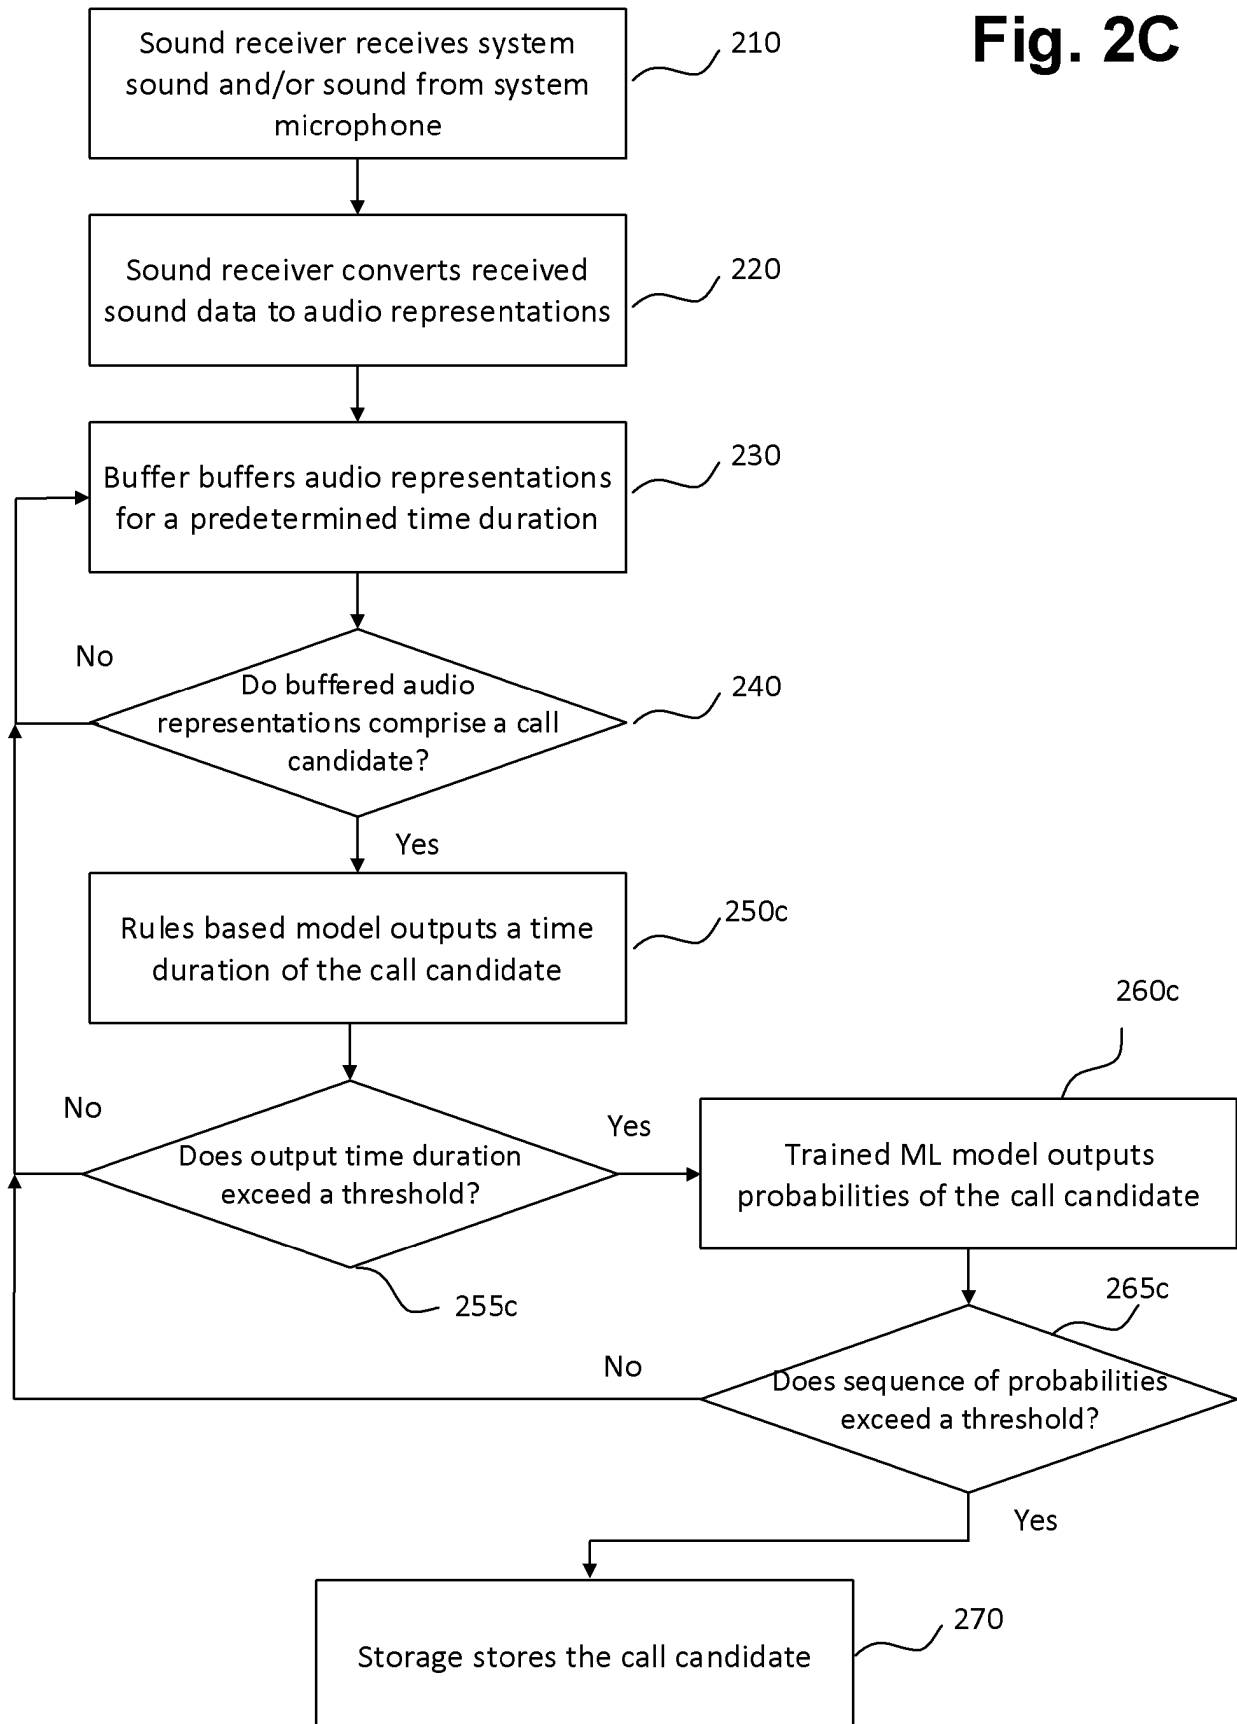 Fig. 2C
Sound receiver receives system
sound and/or sound from system
microphone
210
Sound receiver converts received
sound data to audio representations
220
Buffer buffers audio representations
for a predetermined time duration
230
No
Do buffered audio
representations comprise a call
candidate?
240
Yes
Rules based model outputs a time
duration of the call candidate
250c
No
Does output time duration
exceed a threshold?
255c
Yes
260c
Trained ML model outputs
probabilities of the call candidate
265c
No
Does sequence of probabilities
exceed a threshold?
Yes
Storage stores the call candidate
270